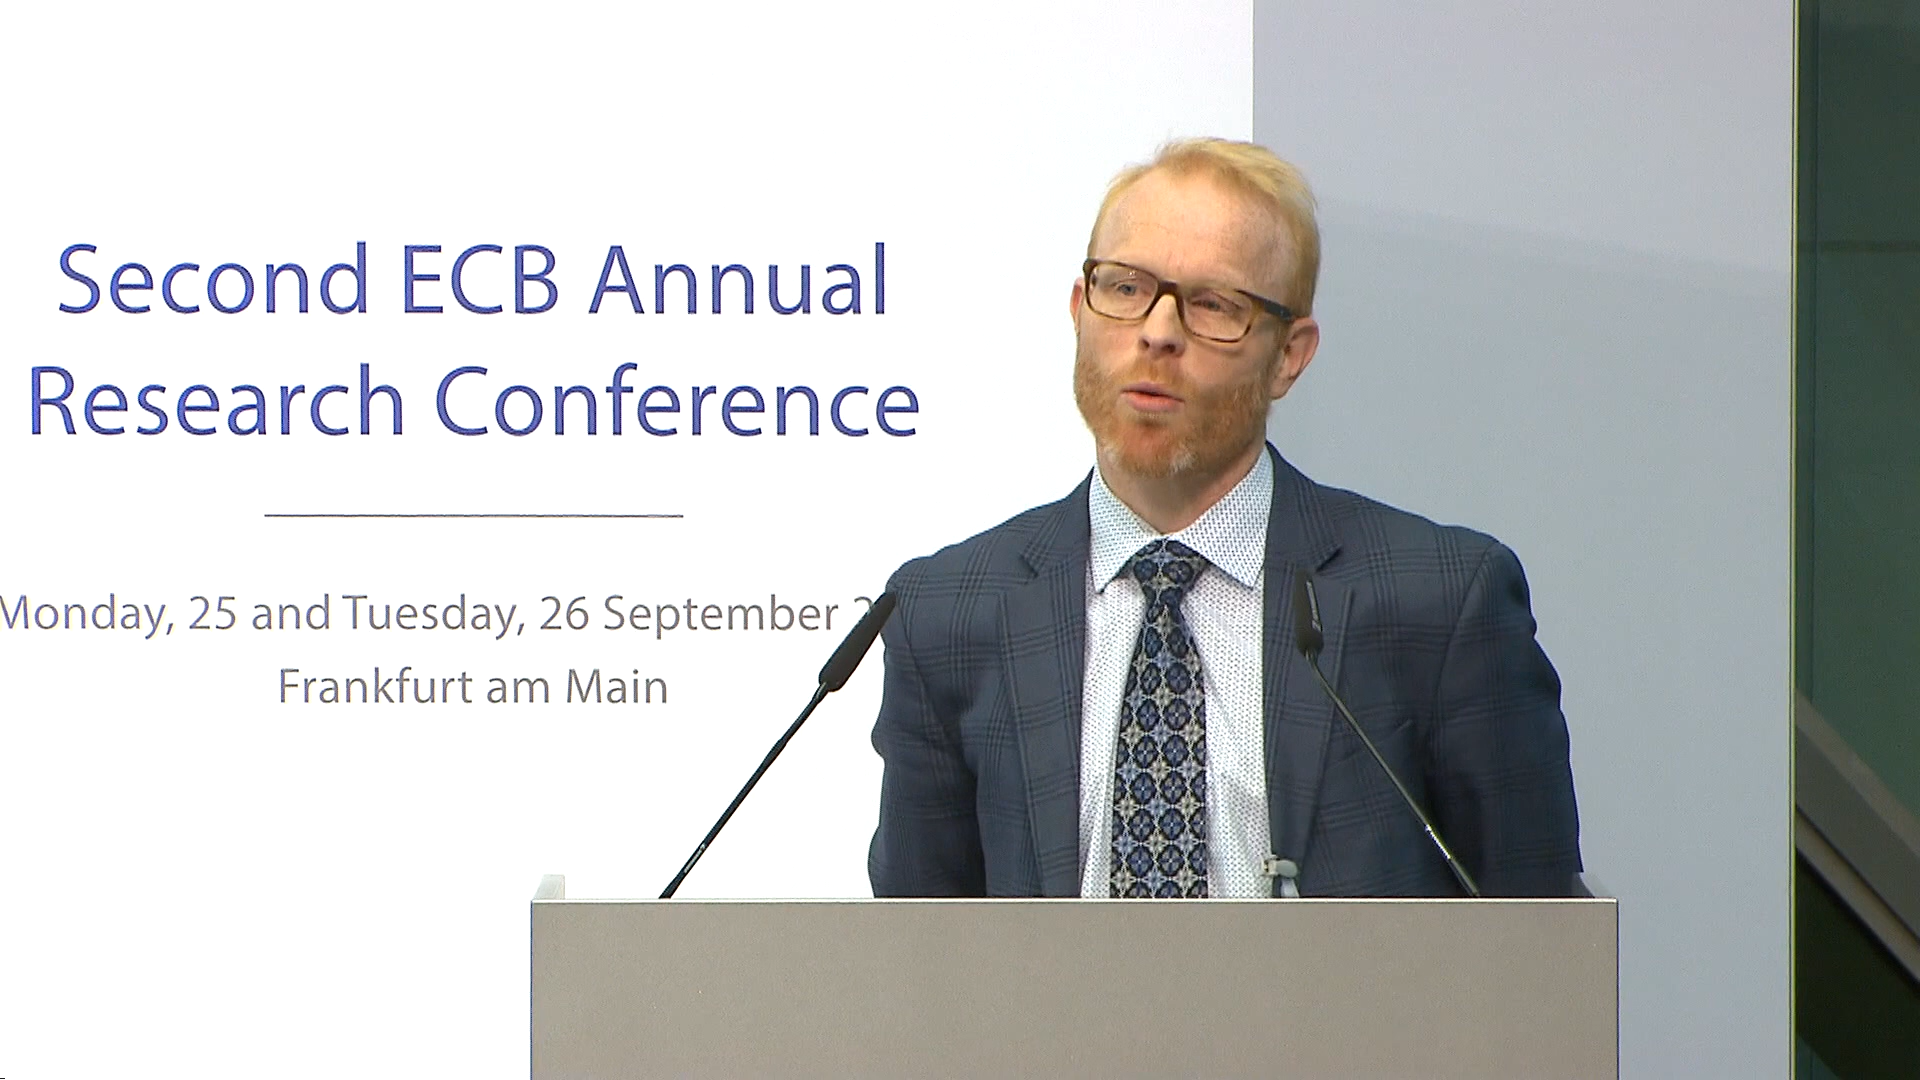 Second ECB Annual
Research Conference
Monday, 25 and Tuesday, 26 September
Frankfurt am Main